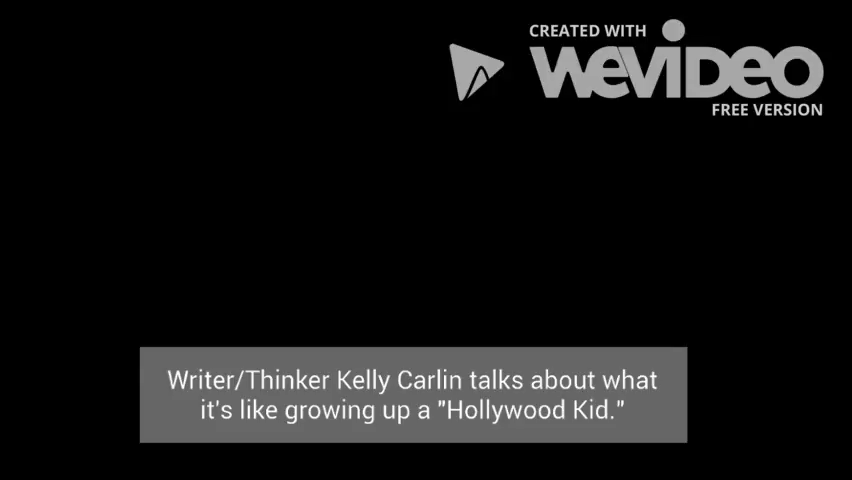 CREATED WITH
WEVIDEO
FREE VERSION
Writer/Thinker Kelly Carlin talks about what
it's like growing up a "Hollywood Kid."